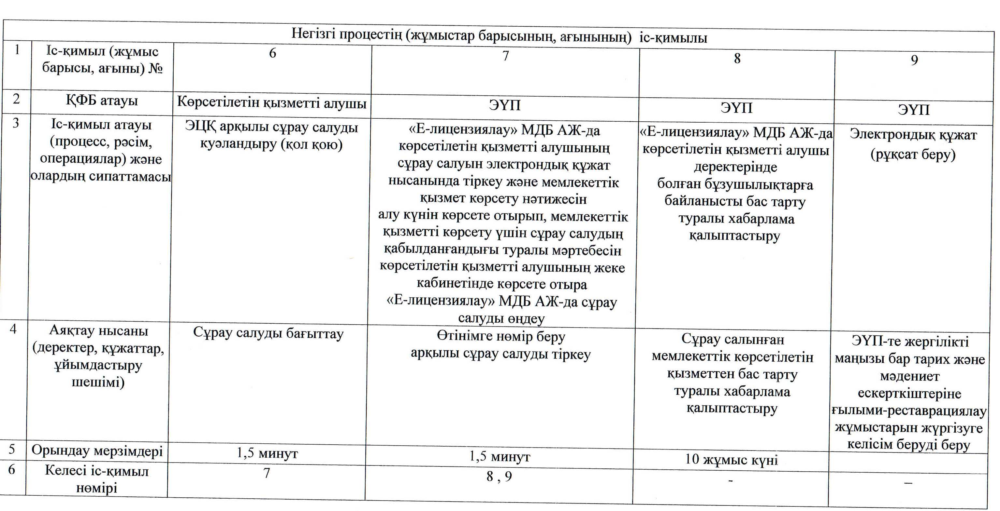 Негізгі процестің (жұмыстар барысының, ағынының) іс-қимылы
1
Іс-қимыл (жұмыс
барысы, ағыны) №
6
7
8
9
2
ҚФБ атауы
Көрсетілетін қызметті алушы
ЭҮП
ЭҮП
ЭҮП
3
Іс-қимыл атауы
(процесс, рәсім,
операциялар) және
олардың сипаттамасы
ЭЦҚ арқылы сұрау салуды
куәландыру (қол қою)
«Е-лицензиялау» МДБ АЖ-да
көрсетілетін қызметті алушының
сұрау салуын электрондық құжат
нысанында тіркеу және мемлекеттік
қызмет көрсету нәтижесін
алу күнін көрсете отырып, мемлекеттік
қызметті көрсету үшін сұрау салудың
қабылданғандығы туралы мәртебесін
көрсетілетін қызметті алушының жеке
кабинетінде көрсете отыра
«Е-лицензиялау» МДБ АЖ-да сұрау
салуды өңдеу
«Е-лицензиялау» МДБ АЖ-да
көрсетілетін қызметті алушы
деректерінде
болған бұзушылықтарға
байланысты бас тарту
туралы хабарлама
қалыптастыру
Электрондық құжат
(рұқсат беру)
4
Аяқтау нысаны
(деректер, құжаттар,
ұйымдастыру
шешімі)
Сұрау салуды бағыттау
Өтінімге нөмір беру
арқылы сұрау салуды тіркеу
Сұрау салынған
мемлекеттік көрсетілетін
қызметтен бас тарту
туралы хабарлама
қалыптастыру
ЭҮП-те жергілікті
маңызы бар тарих және
мәдениет
ескерткіштеріне
ғылыми-реставрациялау
жұмыстарын жүргізуге
келісім беруді беру
5
Орындау мерзімдері
1,5 минут
1,5 минут
10 жұмыс күні
6
Келесі іс-қимыл
нөмірі
7
8 , 9
-
–